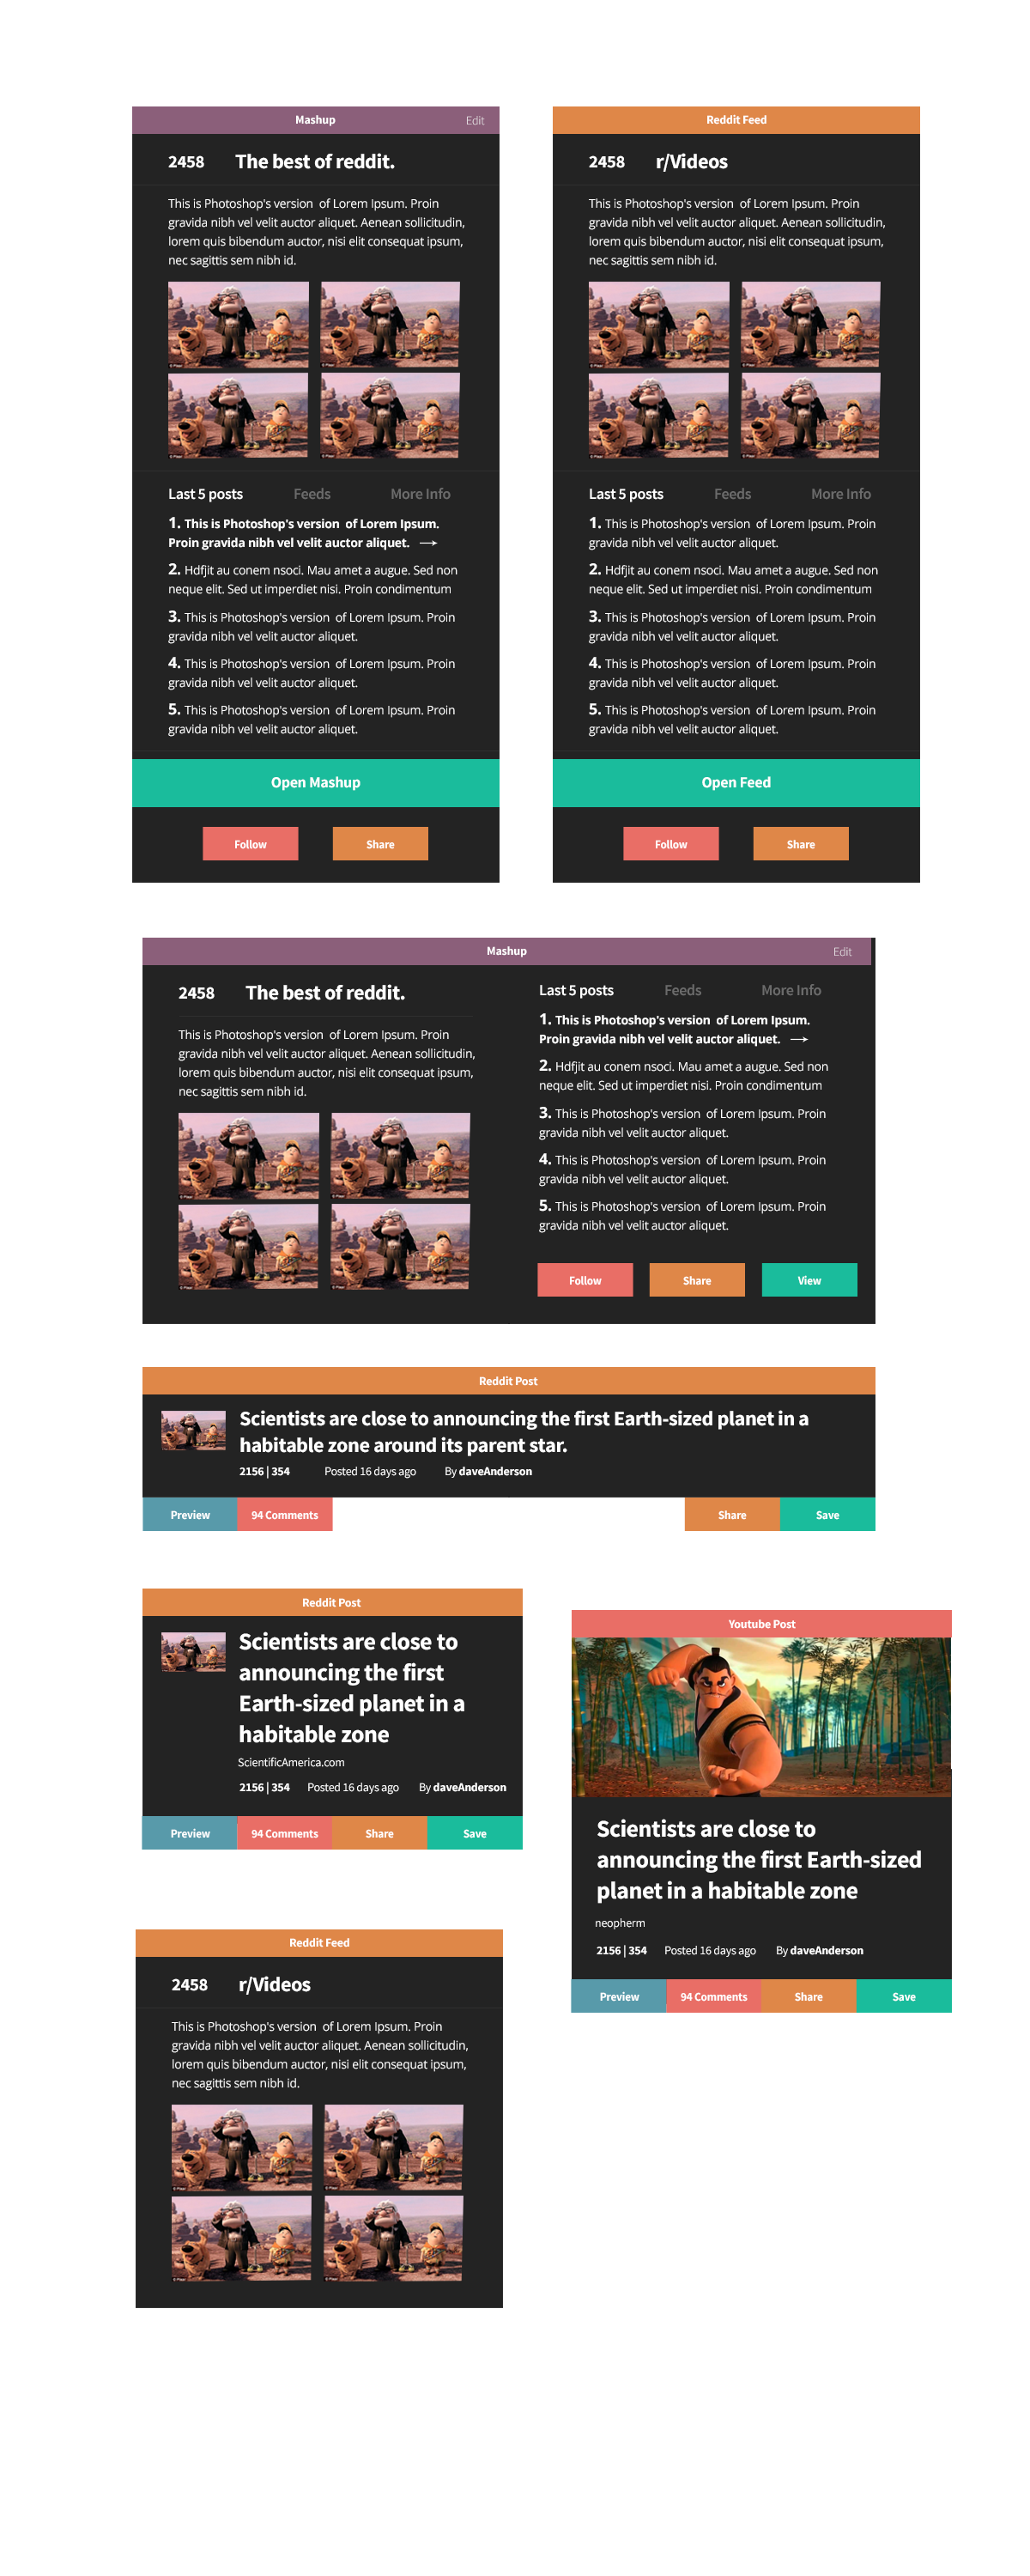 Mashup Edit
2458 The best of reddit.
This is Photoshop's version of Lorem Ipsum. Proin
gravida nibh vel velit auctor aliquet. Aenean sollicitudin,
lorem quis bibendum auctor, nisi elit consequat ipsum,
nec sagittis sem nibh id.
Last 5 posts Feeds More Info
1. This is Photoshop's version of Lorem Ipsum.
Proin gravida nibh vel velit auctor aliquet. →
2. Hdfjit au conem nsoci. Mau amet a augue. Sed non
neque elit. Sed ut imperdiet nisi. Proin condimentum
3. This is Photoshop's version of Lorem Ipsum. Proin
gravida nibh vel velit auctor aliquet.
4. This is Photoshop's version of Lorem Ipsum. Proin
gravida nibh vel velit auctor aliquet.
5. This is Photoshop's version of Lorem Ipsum. Proin
gravida nibh vel velit auctor aliquet.
Open Mashup
Follow Share
Reddit Feed
2458 r/Videos
This is Photoshop's version of Lorem Ipsum. Proin
gravida nibh vel velit auctor aliquet. Aenean sollicitudin,
lorem quis bibendum auctor, nisi elit consequat ipsum,
nec sagittis sem nibh id.
Last 5 posts Feeds More Info
1. This is Photoshop's version of Lorem Ipsum. Proin
gravida nibh vel velit auctor aliquet.
2. Hdfjit au conem nsoci. Mau amet a augue. Sed non
neque elit. Sed ut imperdiet nisi. Proin condimentum
3. This is Photoshop's version of Lorem Ipsum. Proin
gravida nibh vel velit auctor aliquet.
4. This is Photoshop's version of Lorem Ipsum. Proin
gravida nibh vel velit auctor aliquet.
5. This is Photoshop's version of Lorem Ipsum. Proin
gravida nibh vel velit auctor aliquet.
Open Feed
Follow Share
Mashup Edit
2458 The best of reddit.
This is Photoshop's version of Lorem Ipsum. Proin
gravida nibh vel velit auctor aliquet. Aenean sollicitudin,
lorem quis bibendum auctor, nisi elit consequat ipsum,
nec sagittis sem nibh id.
Last 5 posts Feeds More Info
1. This is Photoshop's version of Lorem Ipsum.
Proin gravida nibh vel velit auctor aliquet. →
2. Hdfjit au conem nsoci. Mau amet a augue. Sed non
neque elit. Sed ut imperdiet nisi. Proin condimentum
3. This is Photoshop's version of Lorem Ipsum. Proin
gravida nibh vel velit auctor aliquet.
4. This is Photoshop's version of Lorem Ipsum. Proin
gravida nibh vel velit auctor aliquet.
5. This is Photoshop's version of Lorem Ipsum. Proin
gravida nibh vel velit auctor aliquet.
Follow Share View
Reddit Post
Scientists are close to announcing the first Earth-sized planet in a
habitable zone around its parent star.
2156 | 354 Posted 16 days ago By daveAnderson
Preview 94 Comments Share Save
Reddit Post
Scientists are close to
announcing the first
Earth-sized planet in a
habitable zone
ScientificAmerica.com
2156 | 354 Posted 16 days ago By daveAnderson
Preview 94 Comments Share Save
Youtube Post
Scientists are close to
announcing the first Earth-sized
planet in a habitable zone
neopherm
2156 | 354 Posted 16 days ago By daveAnderson
Preview 94 Comments Share Save
Reddit Feed
2458 r/Videos
This is Photoshop's version of Lorem Ipsum. Proin
gravida nibh vel velit auctor aliquet. Aenean sollicitudin,
lorem quis bibendum auctor, nisi elit consequat ipsum,
nec sagittis sem nibh id.